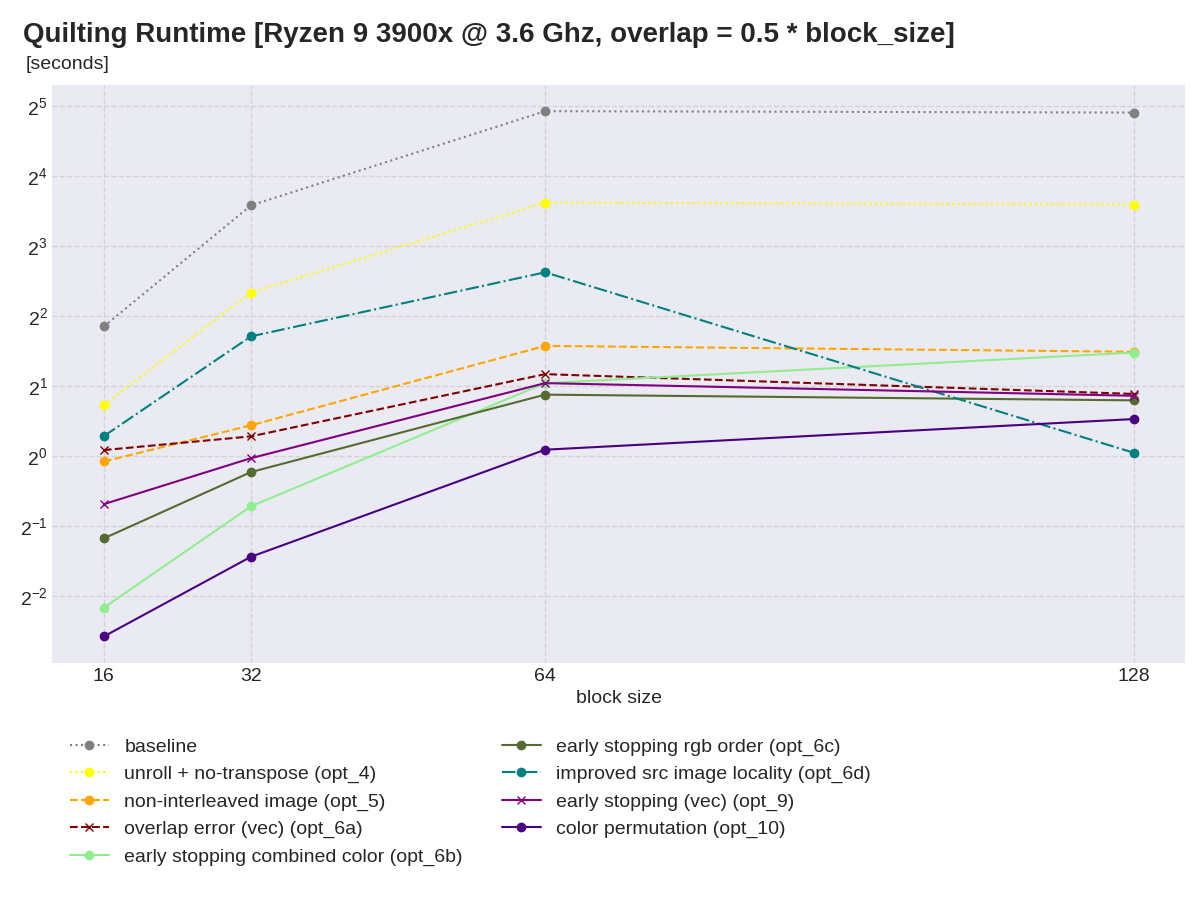 Quilting Runtime [Ryzen 9 3900x @ 3.6 Ghz, overlap = 0.5 * block_size]
[seconds]
2^5
2^4
2^3
2^2
2^1
2^0
2^−1
2^−2
16 32 64 128
block size
baseline
unroll + no-transpose (opt_4)
non-interleaved image (opt_5)
overlap error (vec) (opt_6a)
early stopping combined color (opt_6b)
early stopping rgb order (opt_6c)
improved src image locality (opt_6d)
early stopping (vec) (opt_9)
color permutation (opt_10)